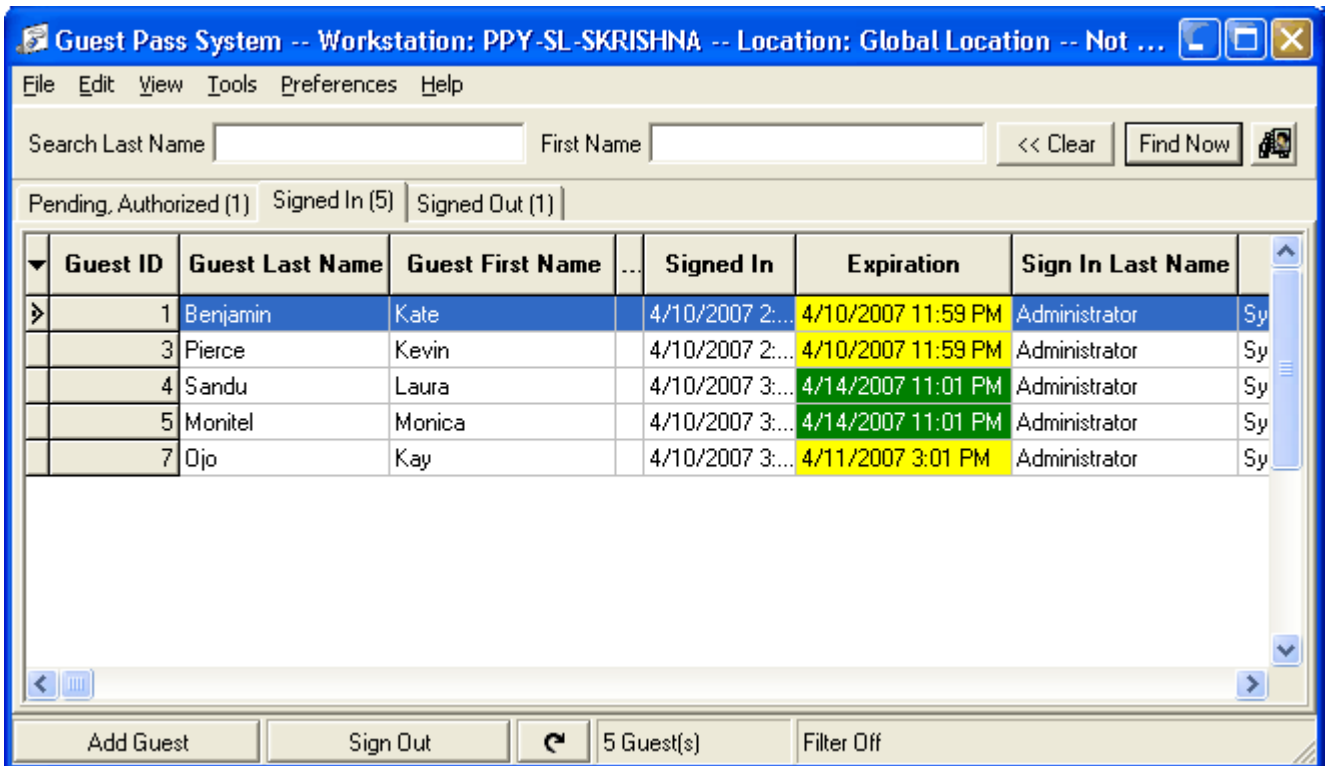 Guest Pass System -- Workstation: PPY-SL-SKRISHNA -- Location: Global Location -- Not ...
File Edit View Tools Preferences Help
Search Last Name First Name << Clear Find Now
Pending, Authorized (1) Signed In (5) Signed Out (1)
Guest ID Guest Last Name Guest First Name ... Signed In Expiration Sign In Last Name
1 Benjamin Kate 4/10/2007 2:... 4/10/2007 11:59 PM Administrator Sy
3 Pierce Kevin 4/10/2007 2:... 4/10/2007 11:59 PM Administrator Sy
4 Sandu Laura 4/10/2007 3:... 4/14/2007 11:01 PM Administrator Sy
5 Monitel Monica 4/10/2007 3:... 4/14/2007 11:01 PM Administrator Sy
7 Ojo Kay 4/10/2007 3:... 4/11/2007 3:01 PM Administrator Sy
Add Guest Sign Out 5 Guest(s) Filter Off